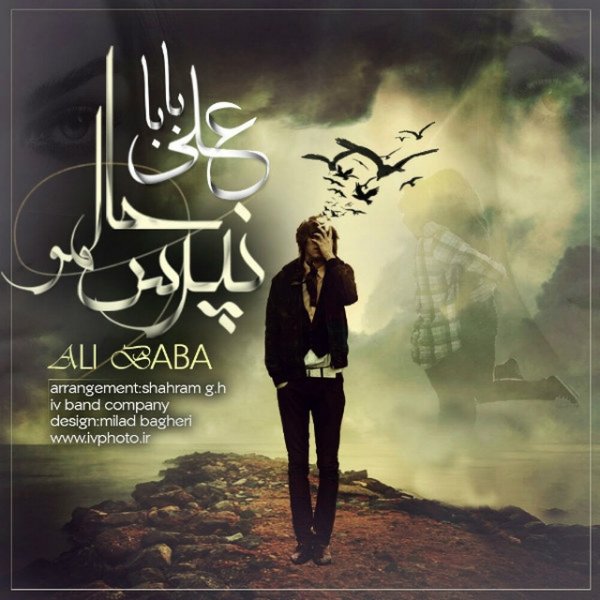 علی بابا
نپرس حالمو
ALI BABA
arrangement:shahram g.h
iv band company
design:milad bagheri
www.ivphoto.ir